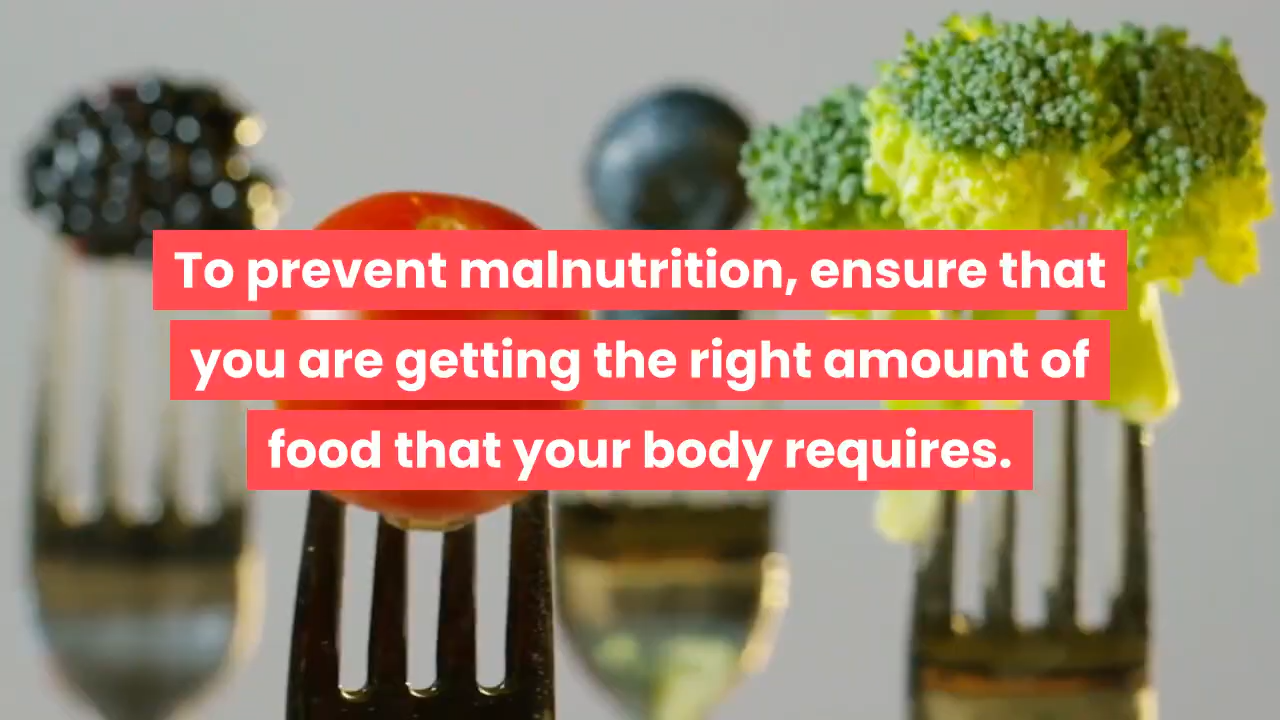 To prevent malnutrition, ensure that
you are getting the right amount of
food that your body requires.